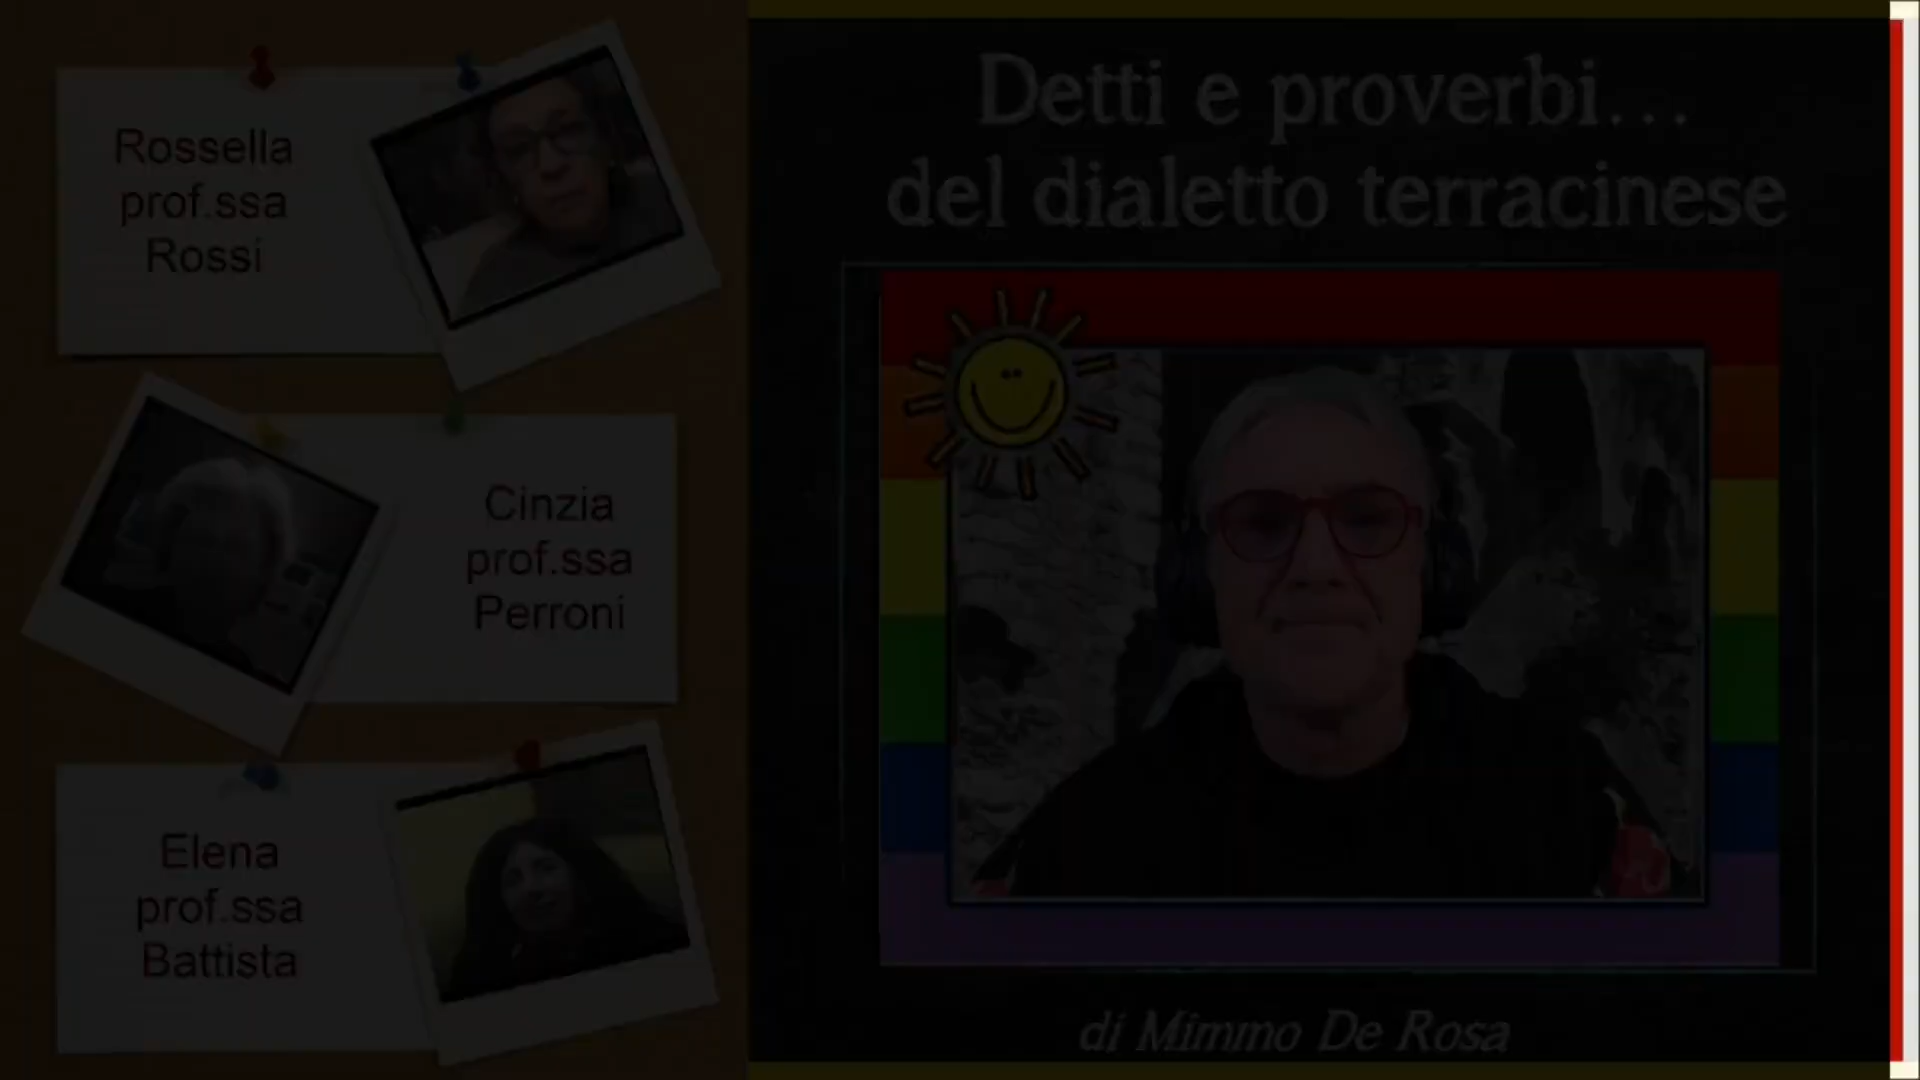 Rossella
prof.ssa
Rossi
Cinzia
prof.ssa
Perroni
Elena
prof.ssa
Battista
Detti e proverbi...
del dialetto terracinese
di Mimmo De Rosa